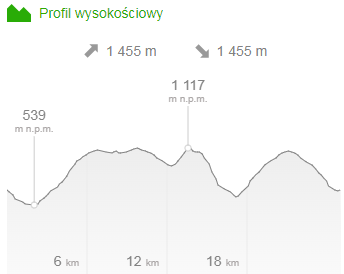 Profil wysokościowy
1 455 m 1 455 m
1 117
m n.p.m.
539
m n.p.m.
6 km 12 km 18 km